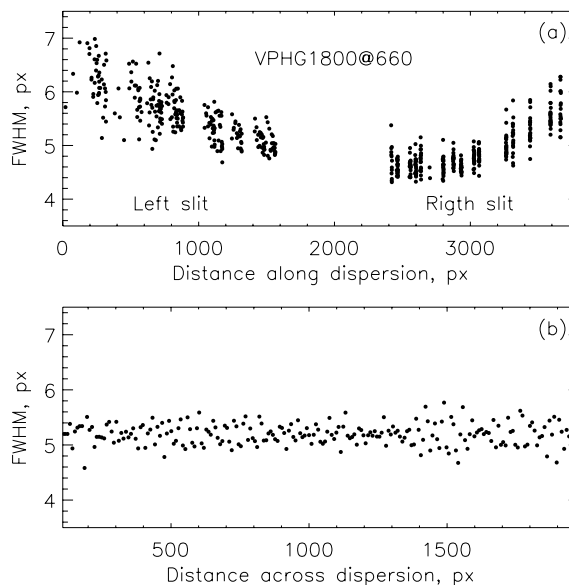 (a)
VPHG1800@660
7
6
5
4
FWHM, px
Left slit
Rigth slit
0 1000 2000 3000
Distance along dispersion, px
(b)
7
6
5
4
FWHM, px
500 1000 1500
Distance across dispersion, px